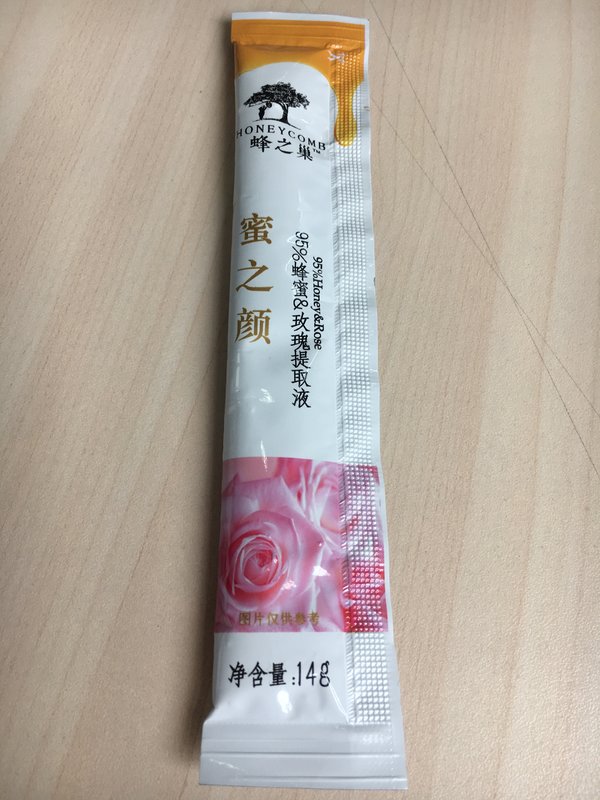 HONEYCOMB
蜂之巢™
蜜之颜
95%Honey&Rose
95%蜂蜜&玫瑰提取液
图片仅供参考
净含量:14g